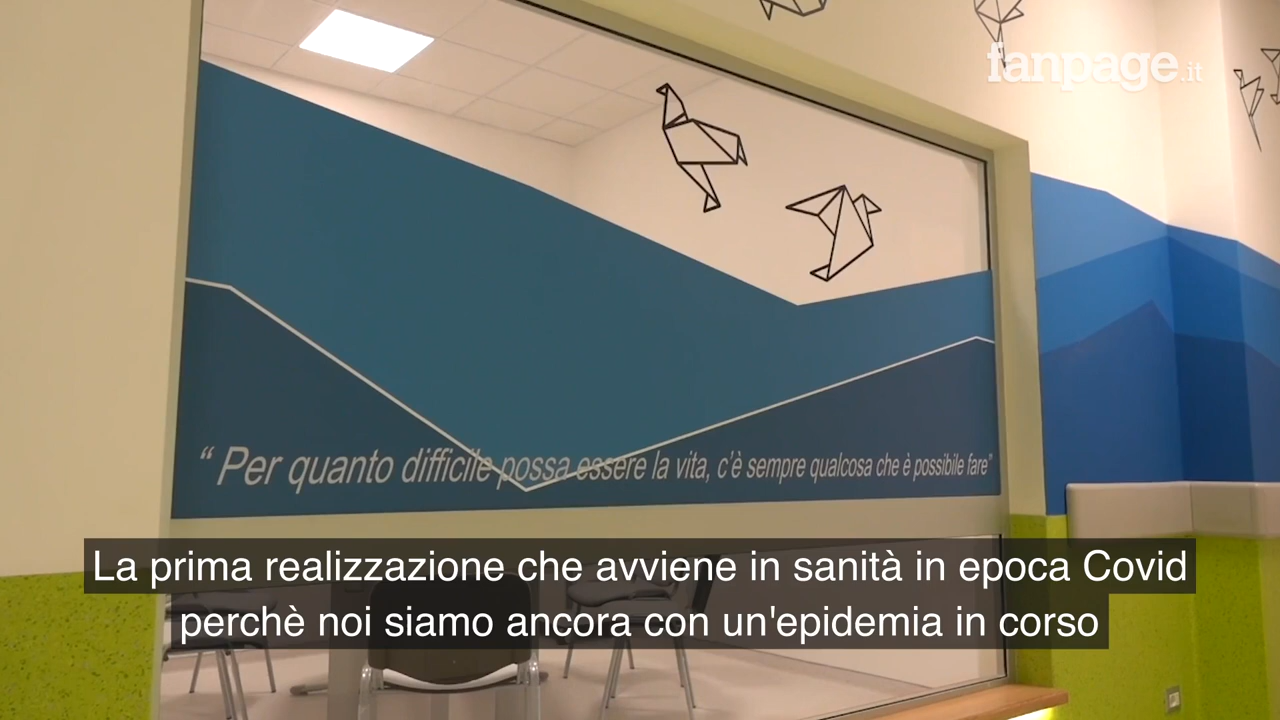 fanpage.it
“ Per quanto difficile possa essere la vita, c'è sempre qualcosa che è possibile fare”
La prima realizzazione che avviene in sanità in epoca Covid
perchè noi siamo ancora con un'epidemia in corso